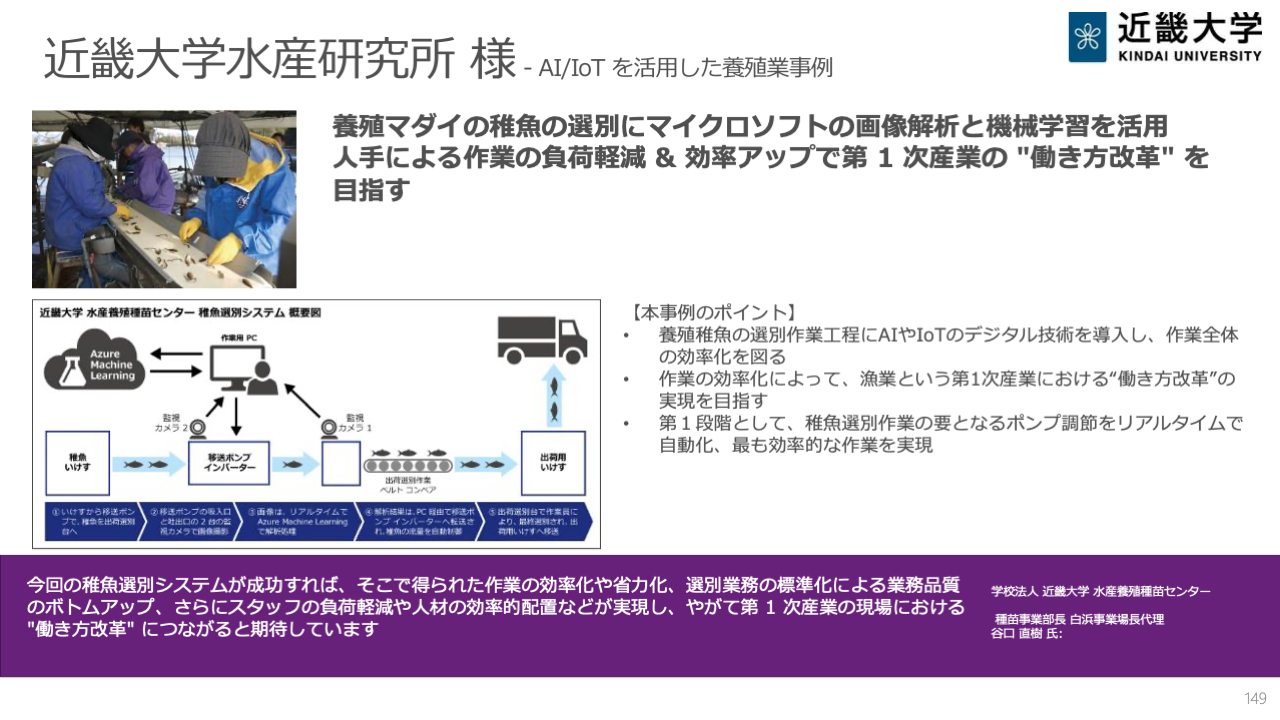 近畿大学水産研究所 様 - AI/IoT を活用した養殖業事例
近畿大学
KINDAI UNIVERSITY
養殖マダイの稚魚の選別にマイクロソフトの画像解析と機械学習を活用
人手による作業の負荷軽減 & 効率アップで第 1 次産業の "働き方改革" を
目指す
近畿大学 水産養殖種苗センター 稚魚選別システム 概要図
作業用 PC
Azure
Machine
Learning
監視
カメラ 2
監視
カメラ 1
稚魚
いけす
移送ポンプ
インバーター
出荷選別作業
ベルト コンベア
出荷用
いけす
①いけすから移送ポン
プで、稚魚を出荷選別
台へ
②移送ポンプの吸入口
と吐出口の 2 台の監
視カメラで画像撮影
③画像は、リアルタイムで
Azure Machine Learning
で解析処理
④解析結果は、PC 経由で移送ポ
ンプ インバーターへ転送さ
れ、稚魚の流量を自動制御
⑤出荷選別台で作業員に
より、最終選別され、出
荷用いけすへ移送
【本事例のポイント】
• 養殖稚魚の選別作業工程にAIやIoTのデジタル技術を導入し、作業全体
の効率化を図る
• 作業の効率化によって、漁業という第1次産業における“働き方改革”の
実現を目指す
• 第１段階として、稚魚選別作業の要となるポンプ調節をリアルタイムで
自動化、最も効率的な作業を実現
今回の稚魚選別システムが成功すれば、そこで得られた作業の効率化や省力化、選別業務の標準化による業務品質
のボトムアップ、さらにスタッフの負荷軽減や人材の効率的配置などが実現し、やがて第 1 次産業の現場における
"働き方改革" につながると期待しています
学校法人 近畿大学 水産養殖種苗センター
種苗事業部長 白浜事業場長代理
谷口 直樹 氏:
149